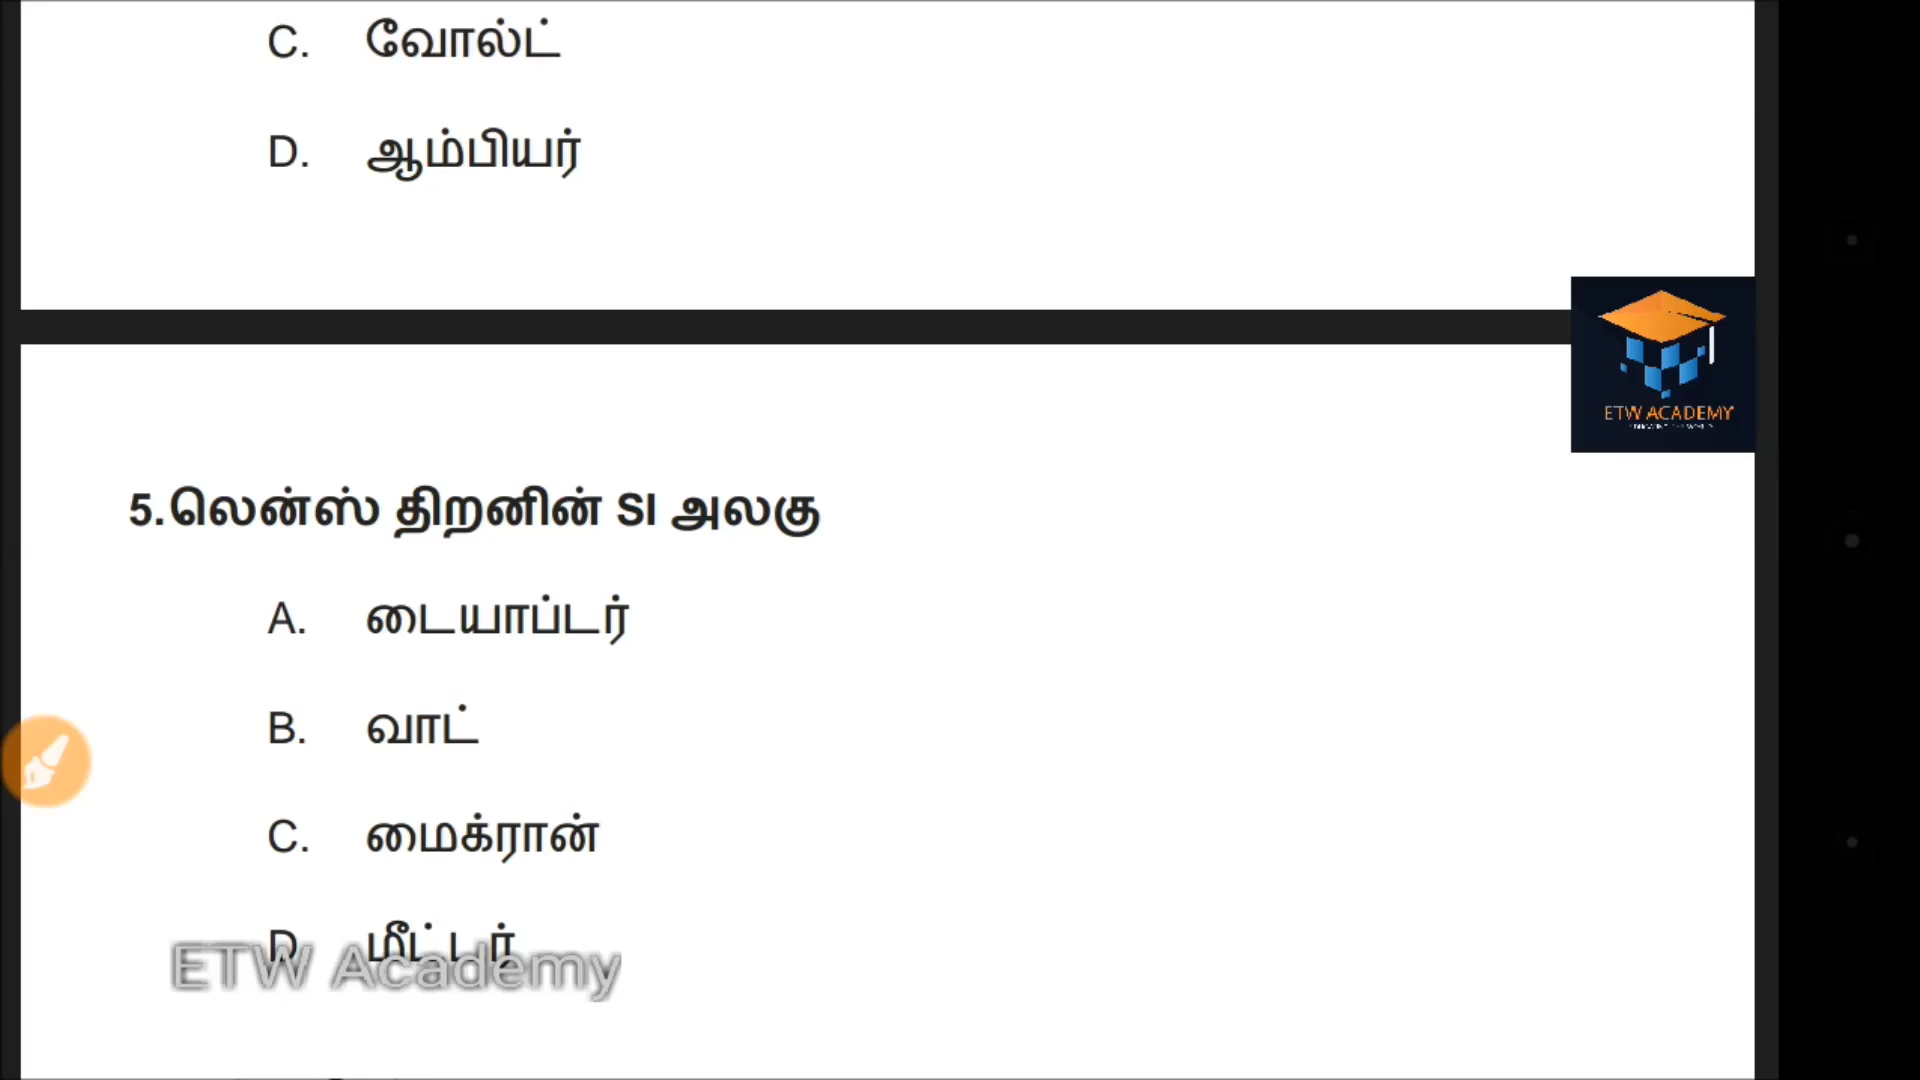 C. வோல்ட்
D. ஆம்பியர்
ETW ACADEMY
5.லென்ஸ் திறனின் SI அலகு
A. டையாப்டர்
B. வாட்
C. மைக்ரான்
D. மீட்டர்
ETW Academy